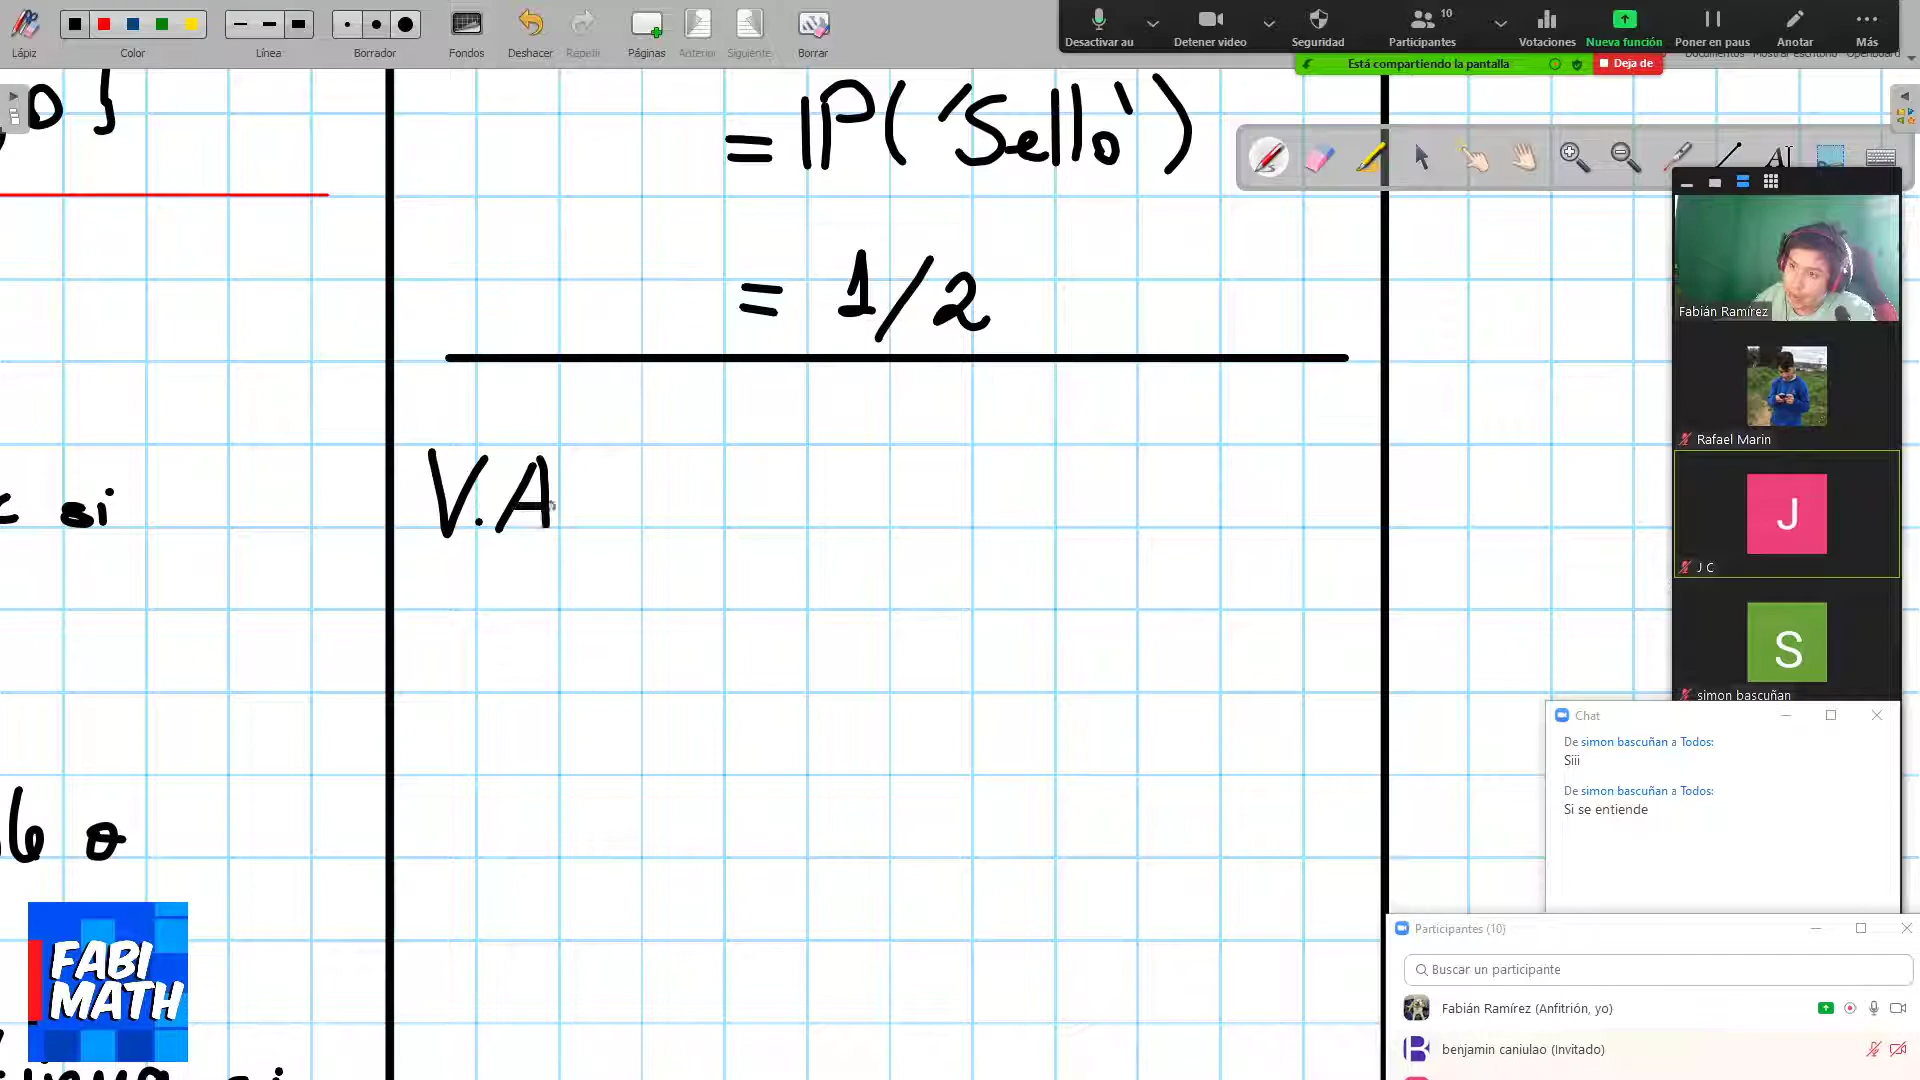 Lápiz
Color
Línea
Borrador
Fondos
Deshacer
Repetir
Páginas
Anterior
Siguiente
Borrar
Desactivar au
Detener video
Seguridad
Participantes
10
Votaciones
Nueva función
Poner en paus
Anotar
Más
Está compartiendo la pantalla
Deja de
= P('Sello')
= 1/2
V.A
si
o
si
FABI
MATH
Fabián Ramírez
Rafael Marin
J
J C
S
simon bascuñan
Chat
De simon bascuñan a Todos:
Siii
De simon bascuñan a Todos:
Si se entiende
Participantes (10)
Buscar un participante
Fabián Ramírez (Anfitrión, yo)
benjamin caniulao (Invitado)